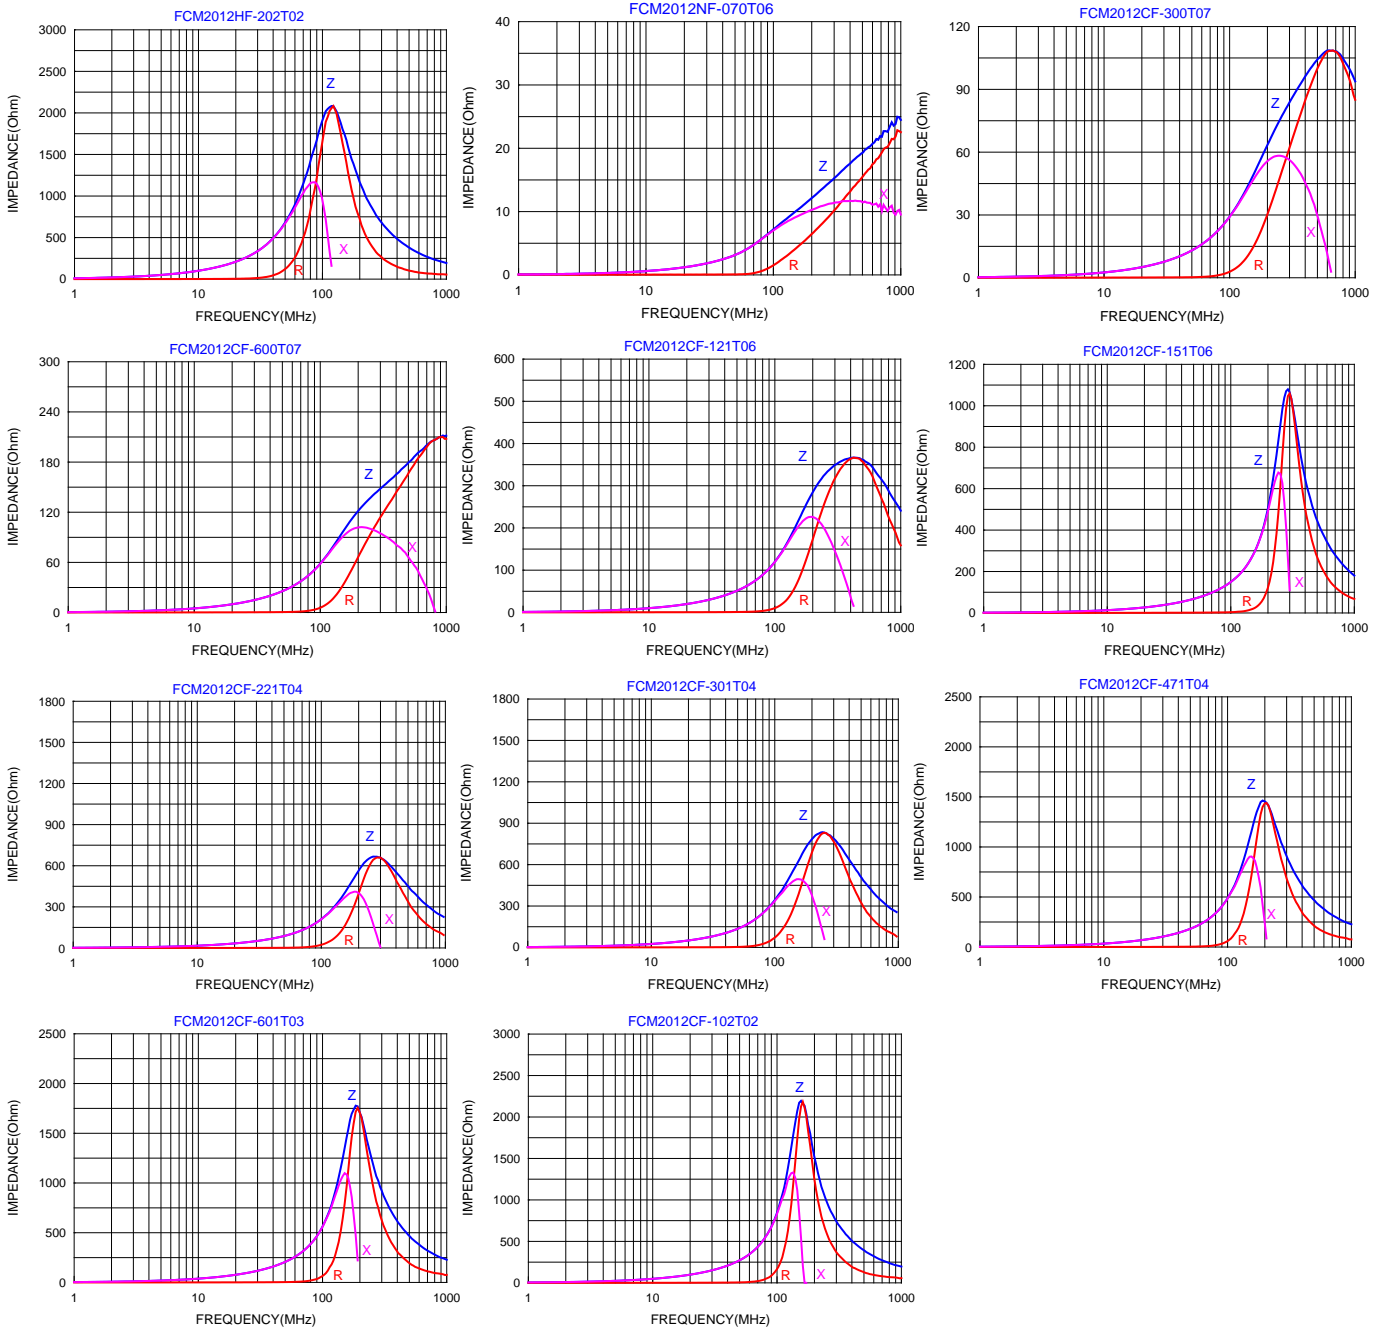 FCM2012HF-202T02
IMPEDANCE(Ohm)
3000
2500
2000
1500
1000
500
0
Z
X
R
1 10 100 1000
FREQUENCY(MHz)
FCM2012NF-070T06
IMPEDANCE(Ohm)
40
30
20
10
0
Z
X
R
1 10 100 1000
FREQUENCY(MHz)
FCM2012CF-300T07
IMPEDANCE(Ohm)
120
90
60
30
0
Z
X
R
1 10 100 1000
FREQUENCY(MHz)
FCM2012CF-600T07
IMPEDANCE(Ohm)
300
240
180
120
60
0
Z
X
R
1 10 100 1000
FREQUENCY(MHz)
FCM2012CF-121T06
IMPEDANCE(Ohm)
600
500
400
300
200
100
0
Z
X
R
1 10 100 1000
FREQUENCY(MHz)
FCM2012CF-151T06
IMPEDANCE(Ohm)
1200
1000
800
600
400
200
0
Z
X
R
1 10 100 1000
FREQUENCY(MHz)
FCM2012CF-221T04
IMPEDANCE(Ohm)
1800
1500
1200
900
600
300
0
Z
X
R
1 10 100 1000
FREQUENCY(MHz)
FCM2012CF-301T04
IMPEDANCE(Ohm)
1800
1500
1200
900
600
300
0
Z
X
R
1 10 100 1000
FREQUENCY(MHz)
FCM2012CF-471T04
IMPEDANCE(Ohm)
2500
2000
1500
1000
500
0
Z
X
R
1 10 100 1000
FREQUENCY(MHz)
FCM2012CF-601T03
IMPEDANCE(Ohm)
2500
2000
1500
1000
500
0
Z
X
R
1 10 100 1000
FREQUENCY(MHz)
FCM2012CF-102T02
IMPEDANCE(Ohm)
3000
2500
2000
1500
1000
500
0
Z
R
X
1 10 100 1000
FREQUENCY(MHz)